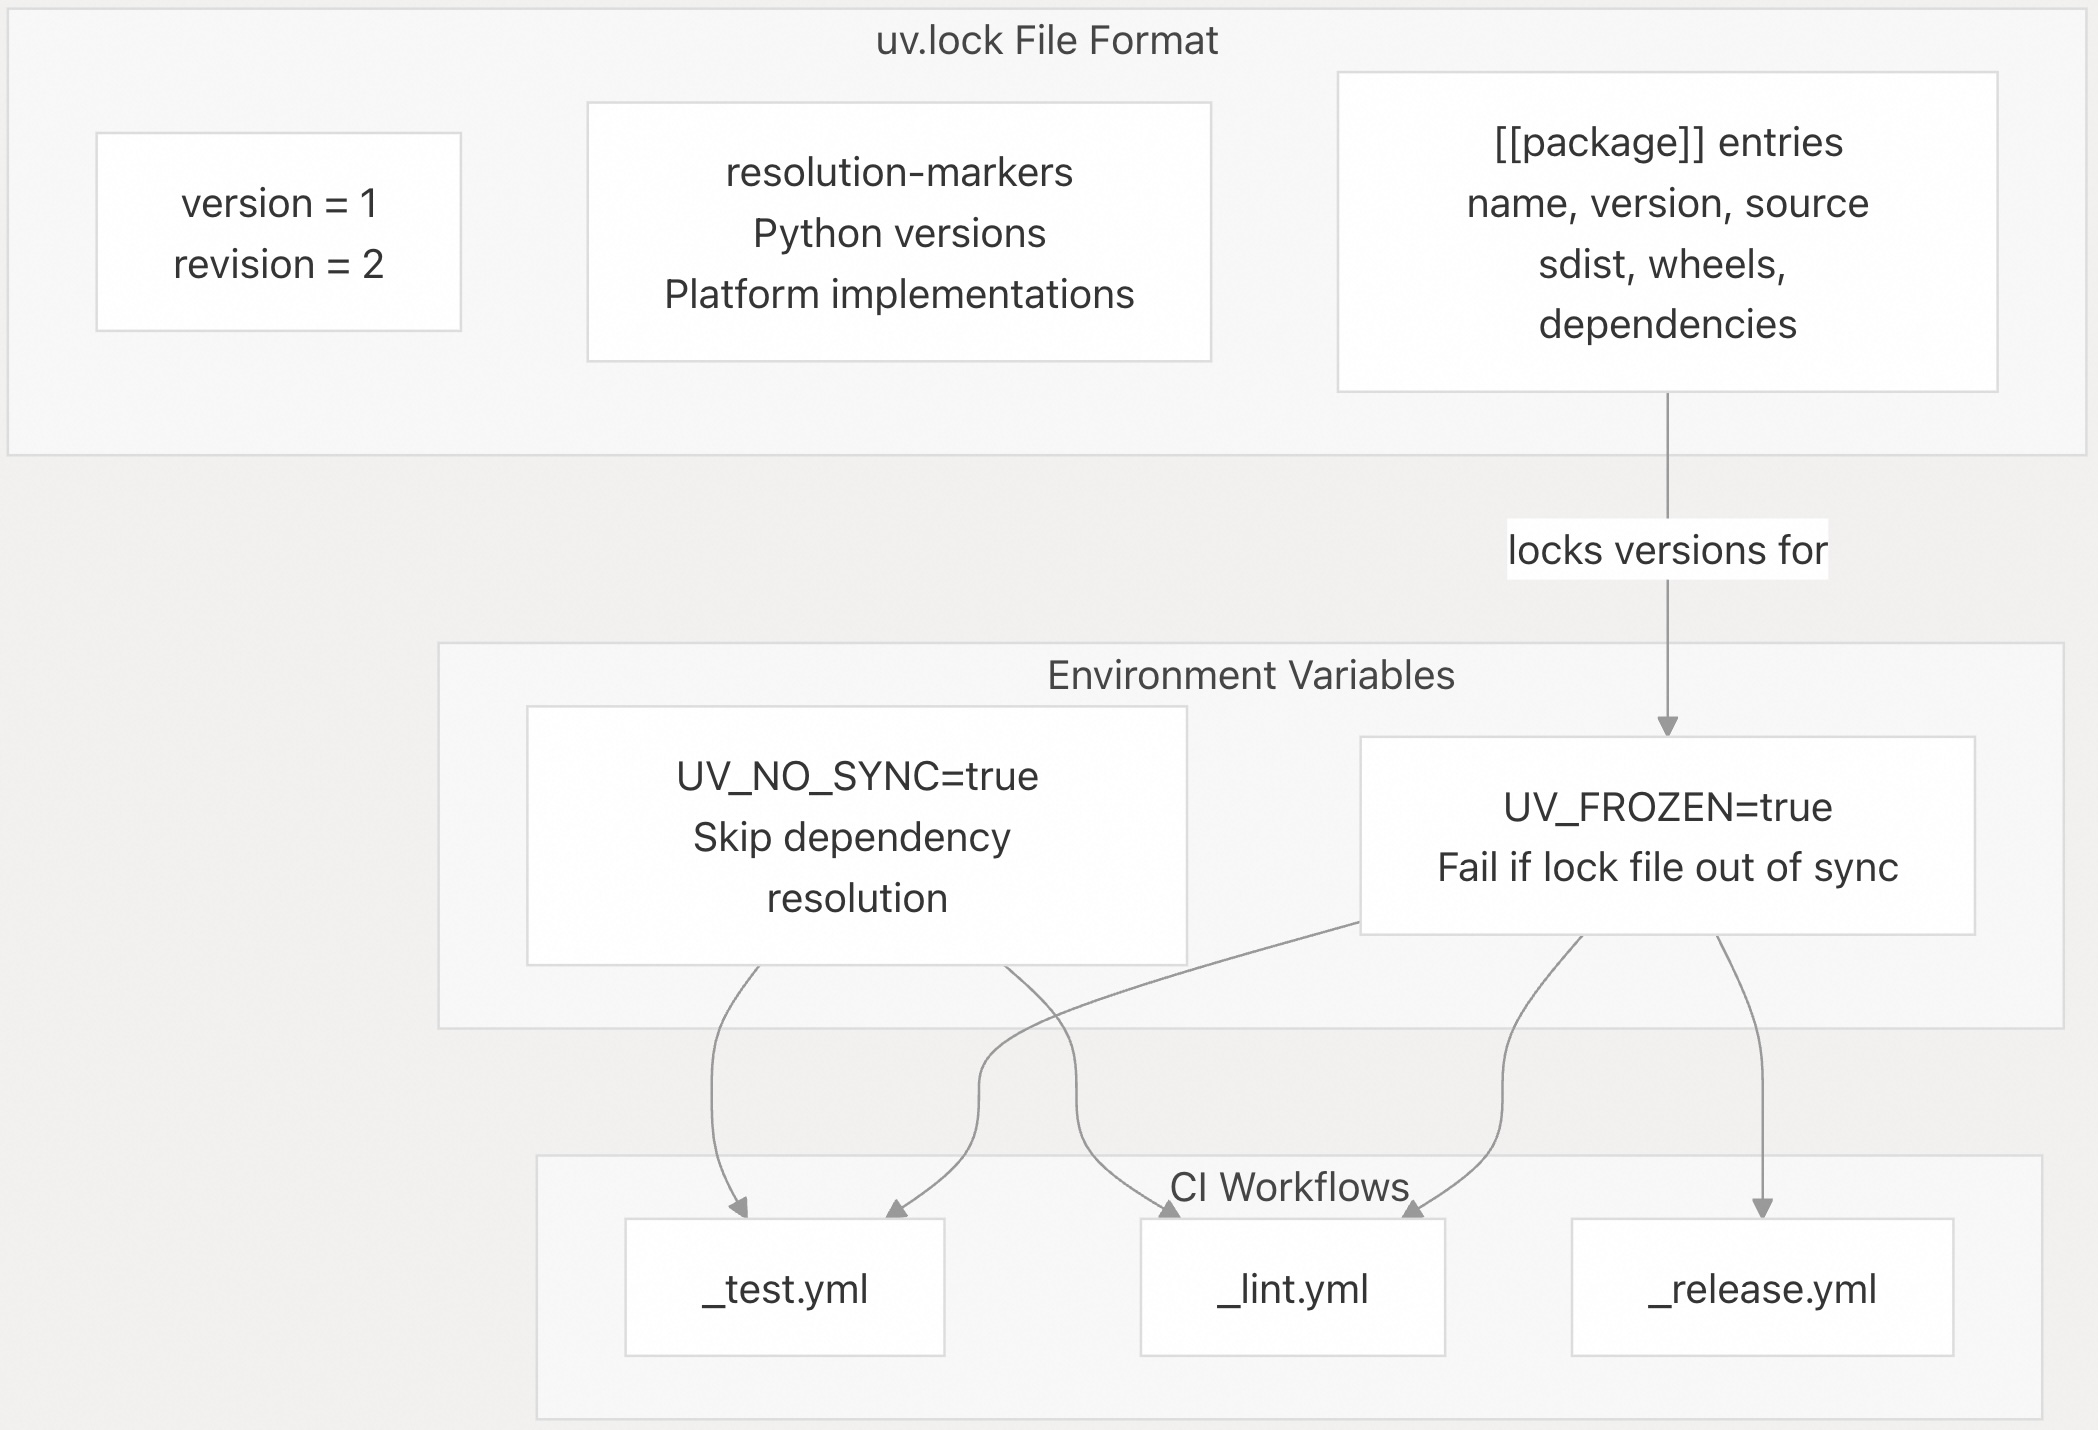 uv.lock File Format
version = 1
revision = 2
resolution-markers
Python versions
Platform implementations
[[package]] entries
name, version, source
sdist, wheels,
dependencies
locks versions for
Environment Variables
UV_NO_SYNC=true
Skip dependency
resolution
UV_FROZEN=true
Fail if lock file out of sync
CI Workflows
_test.yml
_lint.yml
_release.yml